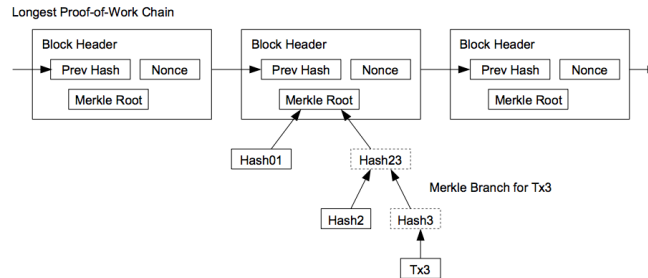 Longest Proof-of-Work Chain
Block Header
Block Header
Block Header
Prev Hash
Nonce
Prev Hash
Nonce
Prev Hash
Nonce
Merkle Root
Merkle Root
Merkle Root
Hash01
Hash23
Merkle Branch for Tx3
Hash2
Hash3
Tx3